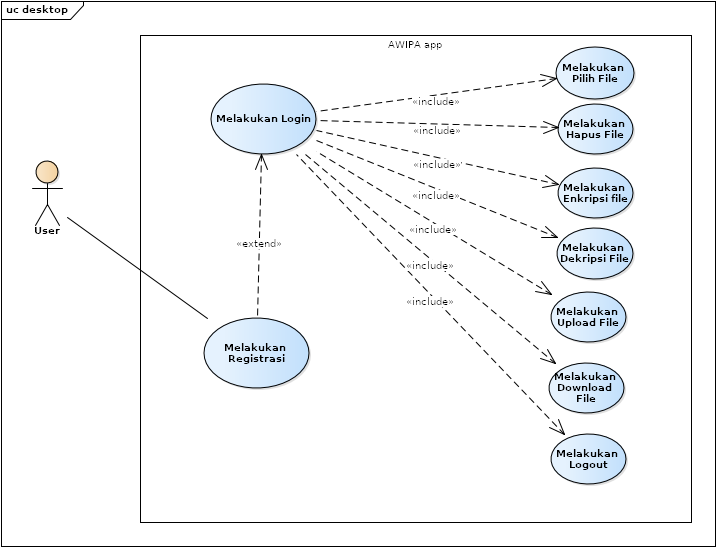 uc desktop
AWIPA app
Melakukan
Pilih File
Melakukan Login
«include»
Melakukan
Hapus File
«include»
«include»
Melakukan
Enkripsi file
«include»
User
«include»
«extend»
Melakukan
Dekripsi File
«include»
«include»
Melakukan
Upload File
Melakukan
Registrasi
Melakukan
Download
File
Melakukan
Logout